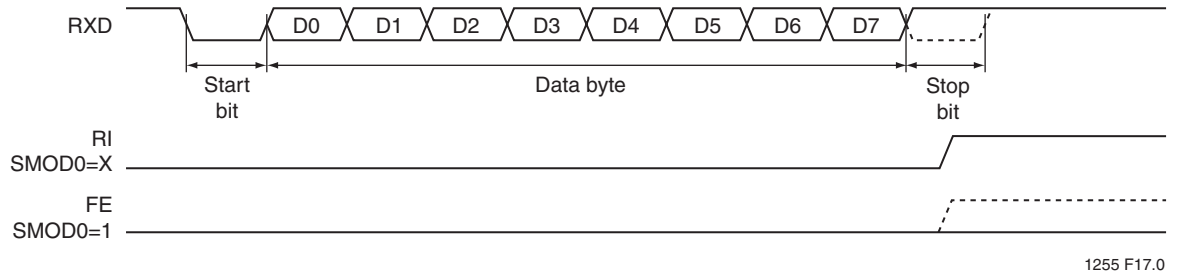 RXD D0 D1 D2 D3 D4 D5 D6 D7
Start bit
Data byte
Stop bit
RI
SMOD0=X
FE
SMOD0=1
1255 F17.0